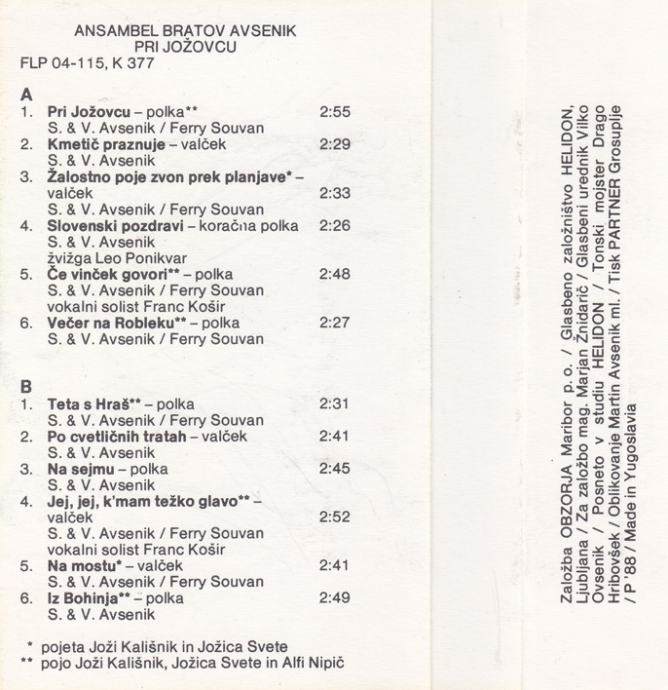 ANSAMBEL BRATOV AVSENIK
PRI JOŽOVCU
FLP 04-115, K 377
A
1. Pri Jožovcu – polka** 2:55
S. & V. Avsenik / Ferry Souvan
2. Kmetič praznuje – valček 2:29
S. & V. Avsenik
3. Žalostno poje zvon prek planjave* –
valček 2:33
S. & V. Avsenik / Ferry Souvan
4. Slovenski pozdravi – koračna polka 2:26
S. & V. Avsenik
žvižga Leo Ponikvar
5. Če vinček govori** – polka 2:48
S. & V. Avsenik / Ferry Souvan
vokalni solist Franc Košir
6. Večer na Robleku** – polka 2:27
S. & V. Avsenik / Ferry Souvan
B
1. Teta s Hraš** – polka 2:31
S. & V. Avsenik / Ferry Souvan
2. Po cvetličnih tratah – valček 2:41
S. & V. Avsenik
3. Na sejmu – polka 2:45
S. & V. Avsenik
4. Jej, jej, k'mam težko glavo** –
valček 2:52
S. & V. Avsenik / Ferry Souvan
vokalni solist Franc Košir
5. Na mostu* – valček 2:41
S. & V. Avsenik / Ferry Souvan
6. Iz Bohinja** – polka 2:49
S. & V. Avsenik
* pojeta Joži Kališnik in Jožica Svete
** pojo Joži Kališnik, Jožica Svete in Alfi Nipič
Založba OBZORJA Maribor p. o. / Glasbeno založništvo HELIDON,
Ljubljana / Za založbo mag. Marjan Žnidarič / Glasbeni urednik Vilko
Ovsenik / Posneto v studiu HELIDON / Tonski mojster Drago
Hribovšek / Oblikovanje Martin Avsenik ml. / Tisk PARTNER Grosuplje
/ P '88 / Made in Yugoslavia